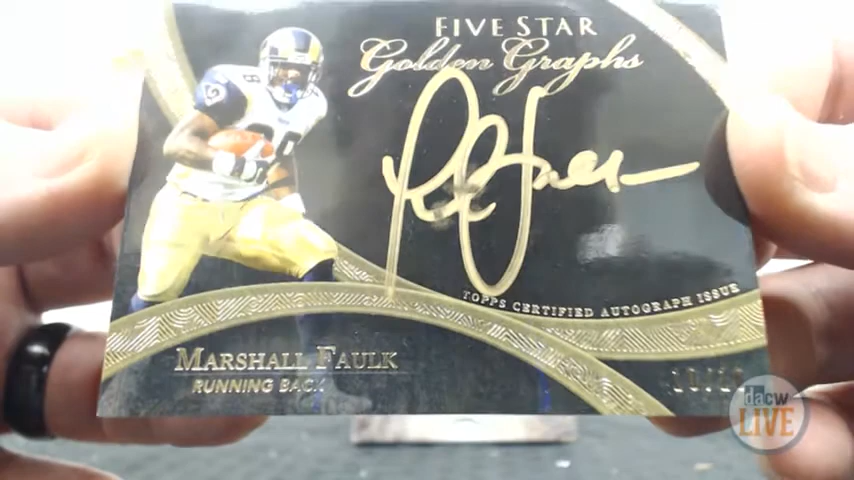 FIVE STAR
Golden Graphs
TOPPS CERTIFIED AUTOGRAPH ISSUE
MARSHALL FAULK
RUNNING BACK
dacw
LIVE